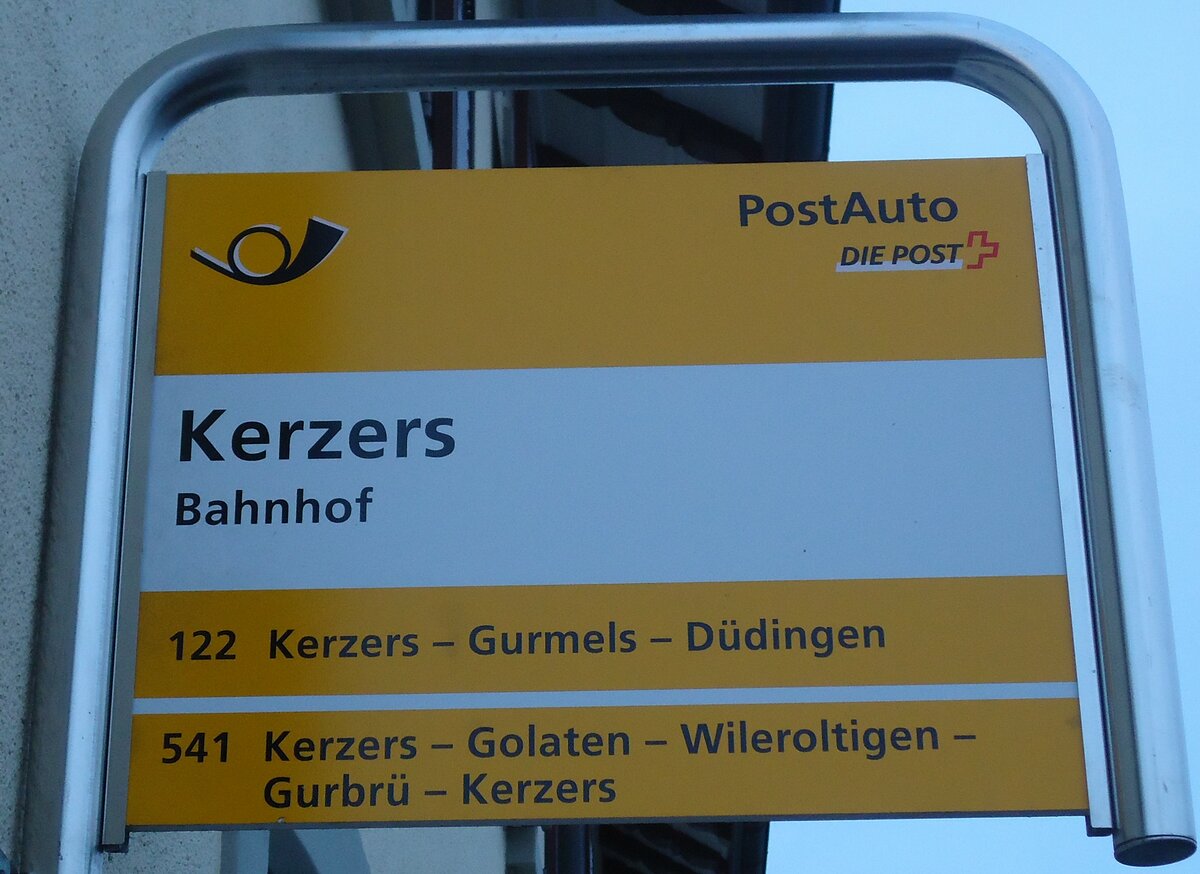 PostAuto
DIE POST
Kerzers
Bahnhof
122 Kerzers – Gurmels – Düdingen
541 Kerzers – Golaten – Wileroltigen –
Gurbrü – Kerzers